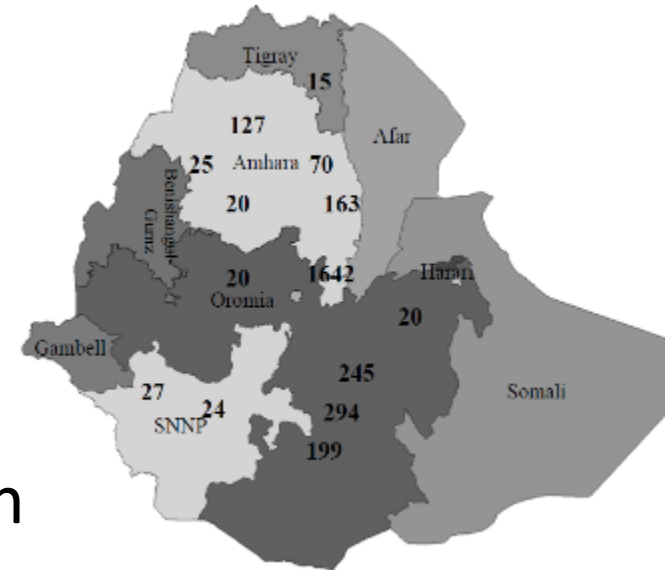 Tigray
15
Afar
127
25 Amhara 70
Benishangul-
Gumz
20 163
20 1642 Harari
Oromia 20
Gambell
245
Somali
27 24 294
SNNP
199
n